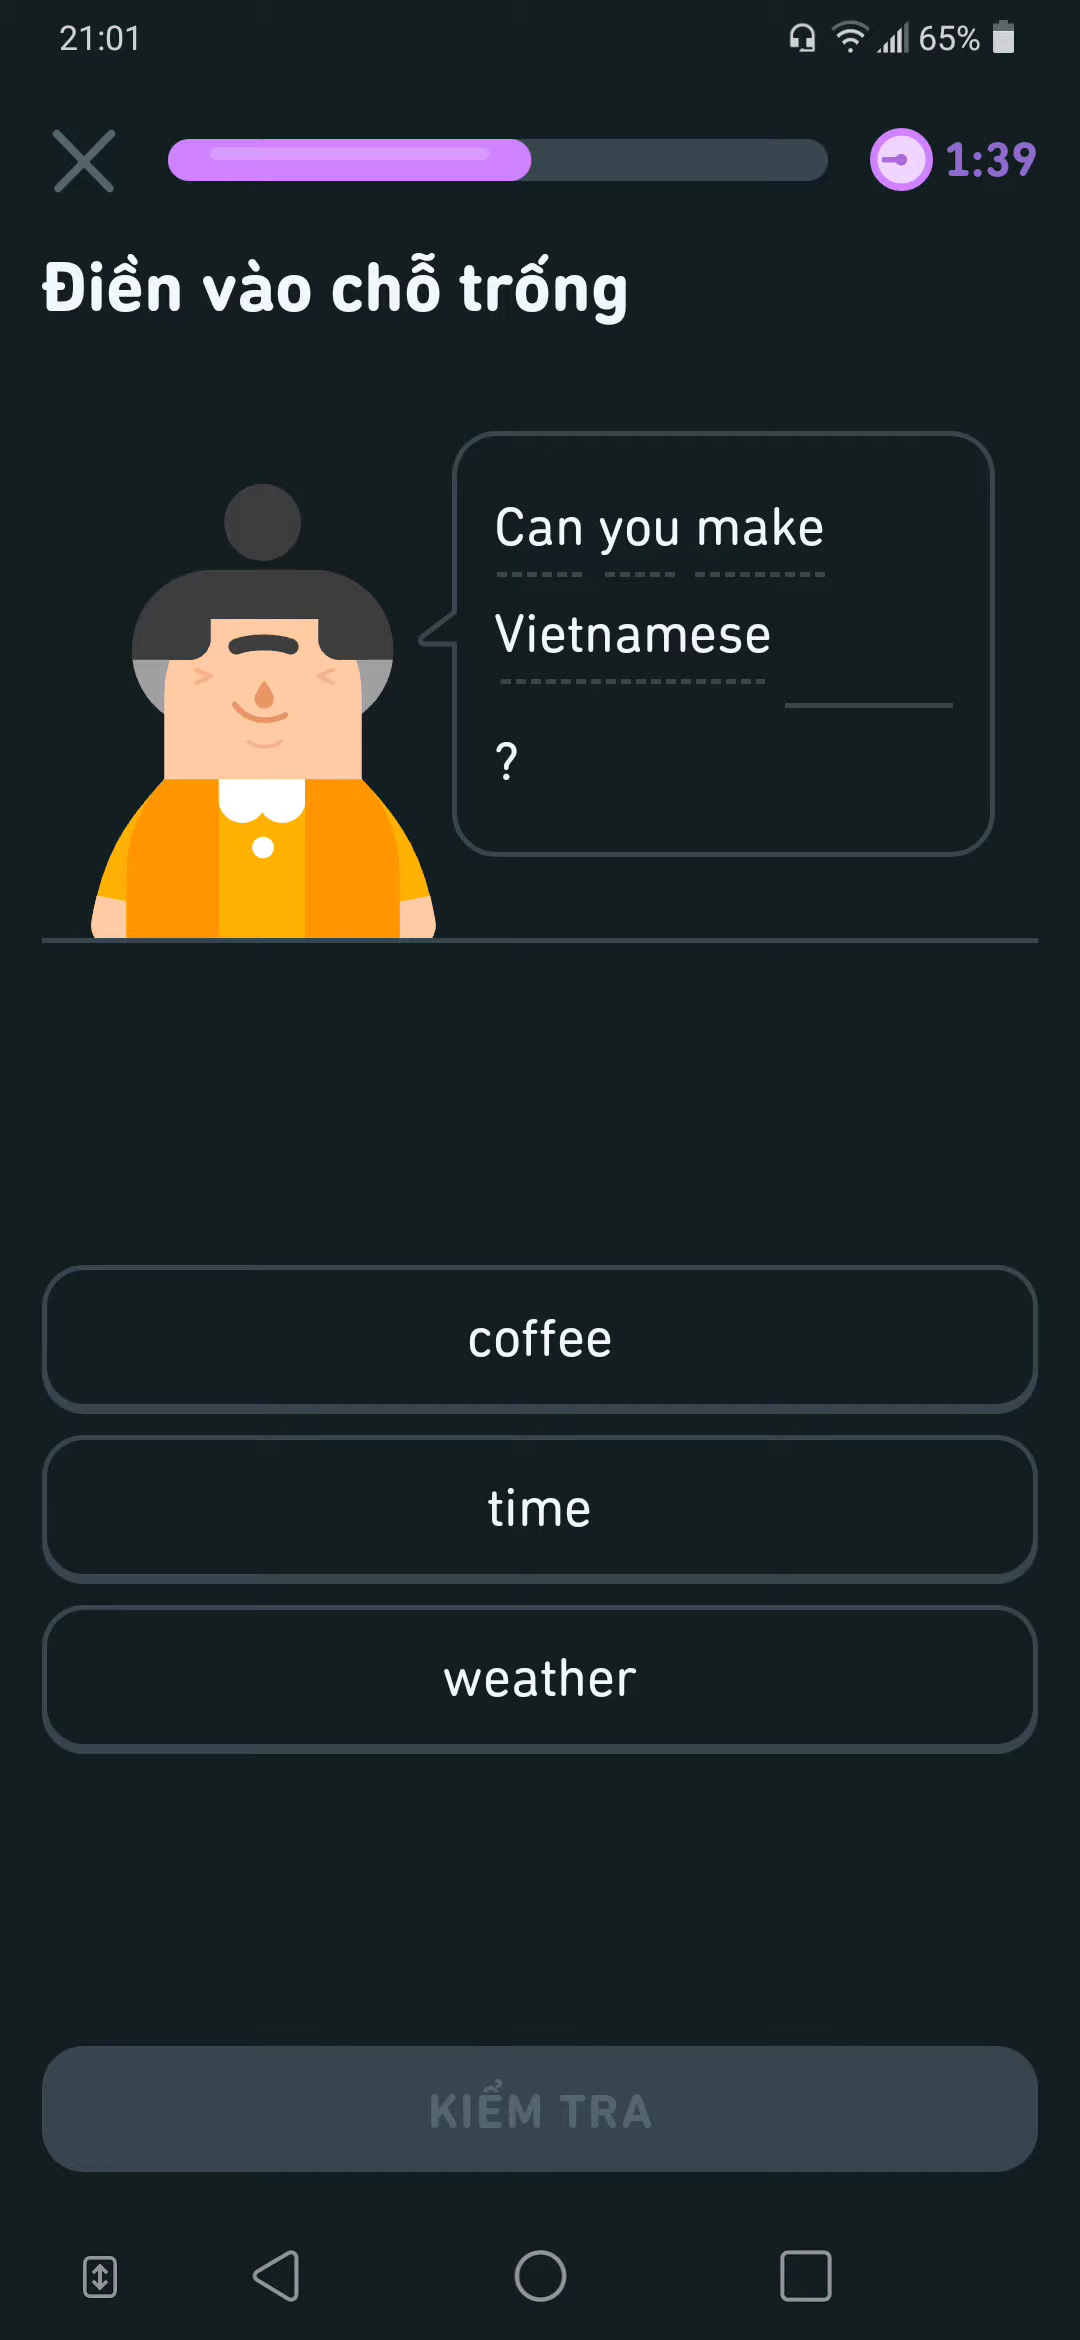 21:01
65%
1:39
Điền vào chỗ trống
Can you make
Vietnamese
?
coffee
time
weather
KIỂM TRA